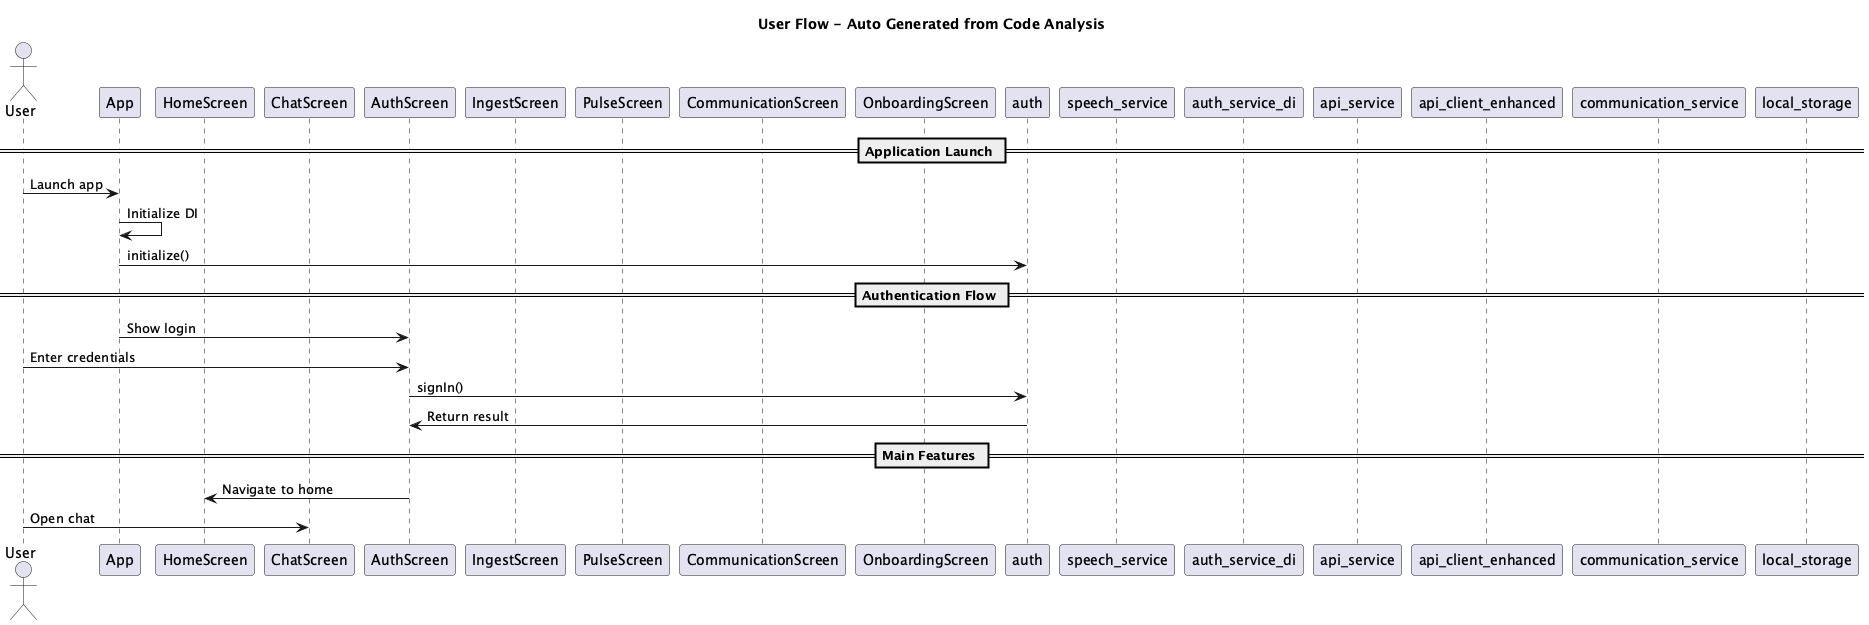 User Flow – Auto Generated from Code Analysis
User
App
HomeScreen
ChatScreen
AuthScreen
IngestScreen
PulseScreen
CommunicationScreen
OnboardingScreen
auth
speech_service
auth_service_di
api_service
api_client_enhanced
communication_service
local_storage
Application Launch
Launch app
Initialize DI
initialize()
Authentication Flow
Show login
Enter credentials
signIn()
Return result
Main Features
Navigate to home
Open chat
User
App
HomeScreen
ChatScreen
AuthScreen
IngestScreen
PulseScreen
CommunicationScreen
OnboardingScreen
auth
speech_service
auth_service_di
api_service
api_client_enhanced
communication_service
local_storage